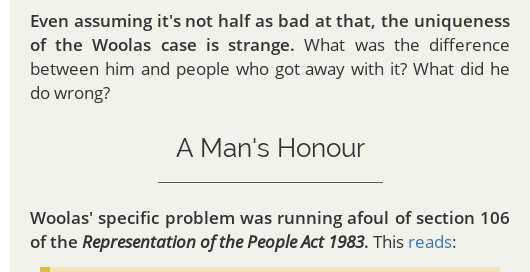 Even assuming it's not half as bad at that, the uniqueness
of the Woolas case is strange. What was the difference
between him and people who got away with it? What did he
do wrong?
A Man's Honour
Woolas' specific problem was running afoul of section 106
of the Representation of the People Act 1983. This reads: